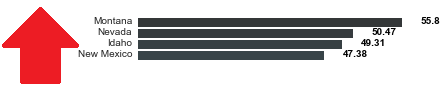 Montana 55.8
Nevada 50.47
Idaho 49.31
New Mexico 47.38